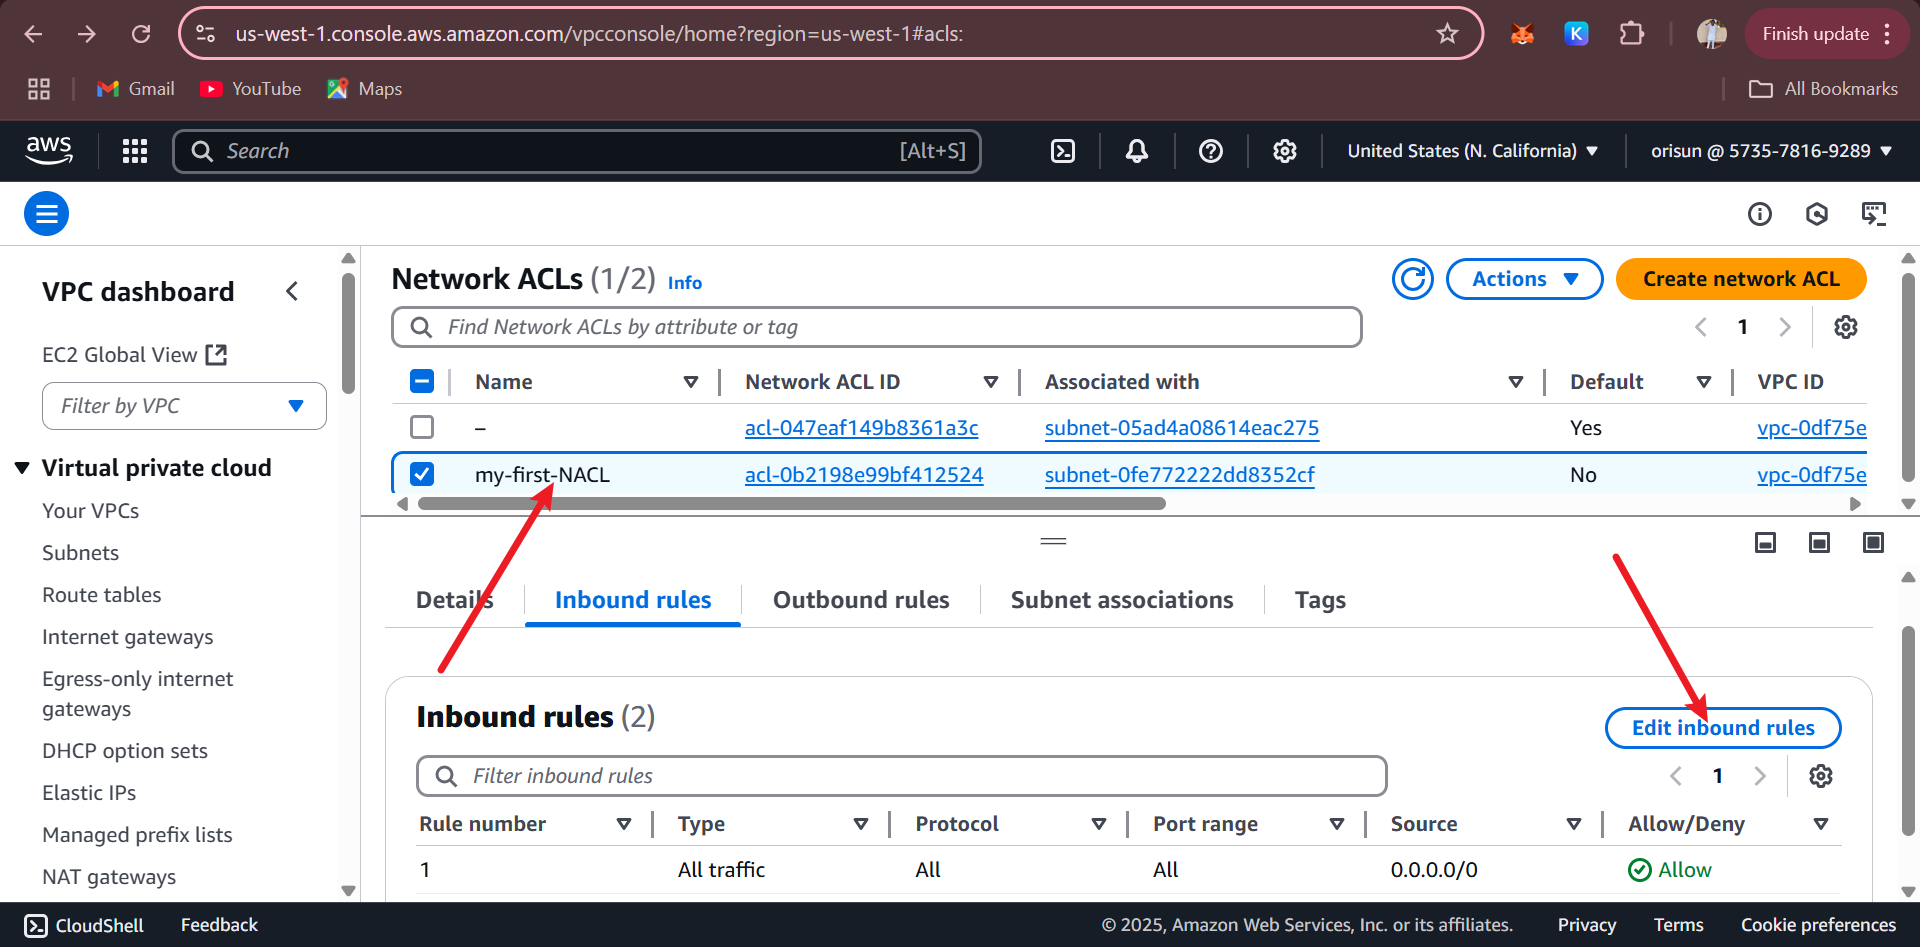 us-west-1.console.aws.amazon.com/vpcconsole/home?region=us-west-1#acls:
K
Finish update
Gmail
YouTube
Maps
All Bookmarks
aws
Search
[Alt+S]
United States (N. California)
orisun @ 5735-7816-9289
VPC dashboard
EC2 Global View
Filter by VPC
Virtual private cloud
Your VPCs
Subnets
Route tables
Internet gateways
Egress-only internet
gateways
DHCP option sets
Elastic IPs
Managed prefix lists
NAT gateways
Network ACLs (1/2) Info
Actions
Create network ACL
Find Network ACLs by attribute or tag
1
Name Network ACL ID Associated with Default VPC ID
– acl-047eaf149b8361a3c subnet-05ad4a08614eac275 Yes vpc-0df75e
my-first-NACL acl-0b2198e99bf412524 subnet-0fe772222dd8352cf No vpc-0df75e
Details Inbound rules Outbound rules Subnet associations Tags
Inbound rules (2)
Edit inbound rules
Filter inbound rules
1
Rule number Type Protocol Port range Source Allow/Deny
1 All traffic All All 0.0.0.0/0 Allow
CloudShell Feedback © 2025, Amazon Web Services, Inc. or its affiliates. Privacy Terms Cookie preferences